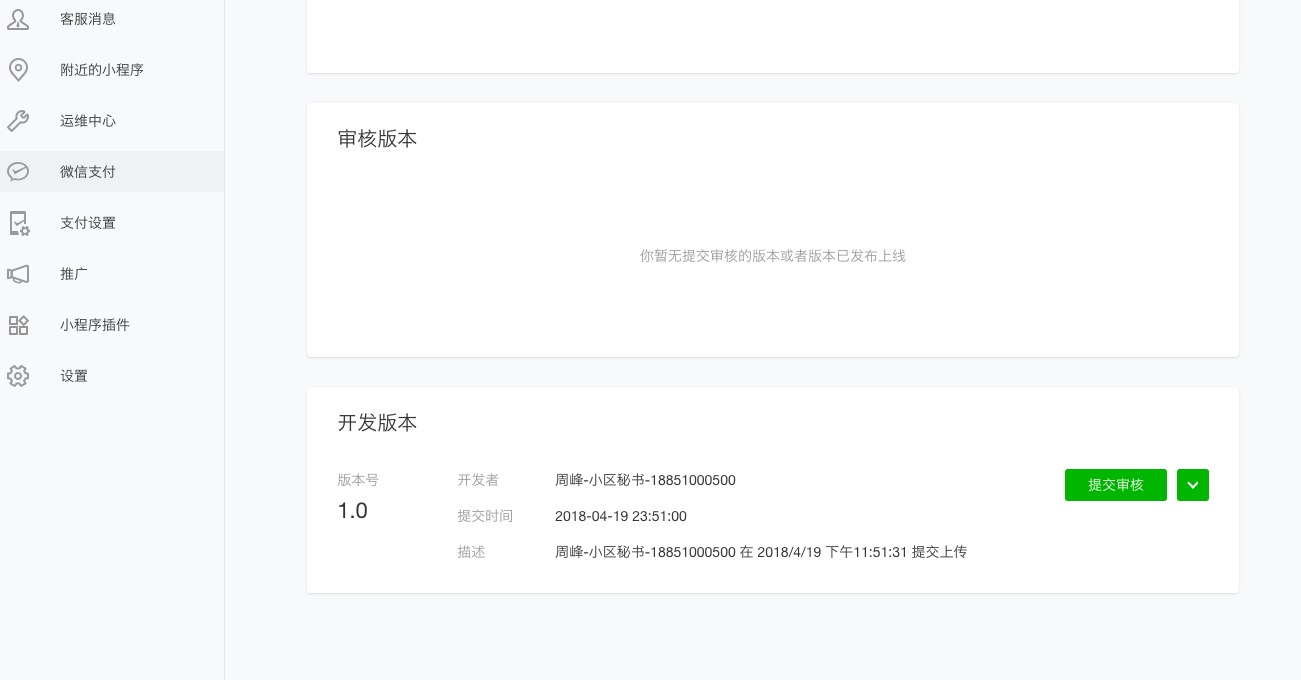 客服消息
附近的小程序
运维中心
微信支付
支付设置
推广
小程序插件
设置
审核版本
你暂无提交审核的版本或者版本已发布上线
开发版本
版本号
1.0
开发者 周峰-小区秘书-18851000500
提交时间 2018-04-19 23:51:00
描述 周峰-小区秘书-18851000500 在 2018/4/19 下午11:51:31 提交上传
提交审核